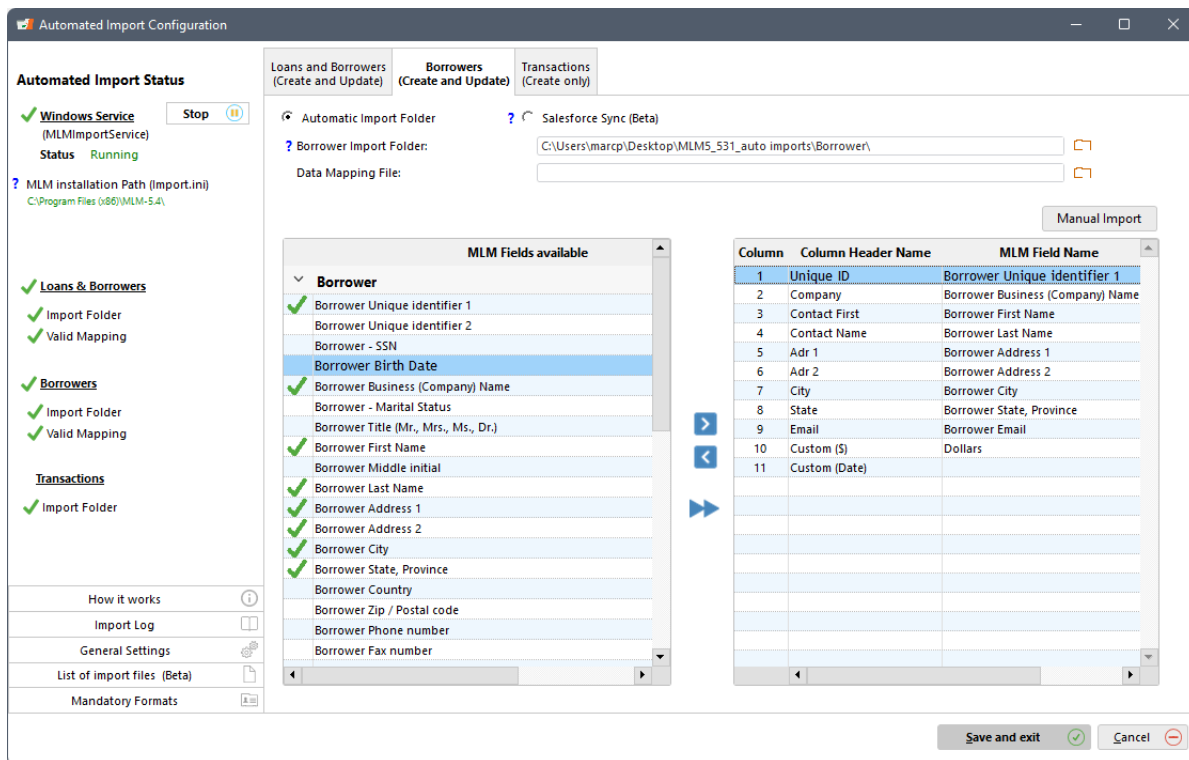 Automated Import Configuration
Automated Import Status
Windows Service
Stop
(MLMImportService)
Status Running
? MLM installation Path (Import.ini)
C:\Program Files (x86)\MLM-5.4\
Loans & Borrowers
Import Folder
Valid Mapping
Borrowers
Import Folder
Valid Mapping
Transactions
Import Folder
How it works
Import Log
General Settings
List of import files (Beta)
Mandatory Formats
Loans and Borrowers
(Create and Update)
Borrowers
(Create and Update)
Transactions
(Create only)
Automatic Import Folder
? Salesforce Sync (Beta)
? Borrower Import Folder:
C:\Users\marcp\Desktop\MLM5_531_auto imports\Borrower\
Data Mapping File:
Manual Import
MLM Fields available
Borrower
Borrower Unique identifier 1
Borrower Unique identifier 2
Borrower - SSN
Borrower Birth Date
Borrower Business (Company) Name
Borrower - Marital Status
Borrower Title (Mr., Mrs., Ms., Dr.)
Borrower First Name
Borrower Middle initial
Borrower Last Name
Borrower Address 1
Borrower Address 2
Borrower City
Borrower State, Province
Borrower Country
Borrower Zip / Postal code
Borrower Phone number
Borrower Fax number
Column Column Header Name MLM Field Name
1 Unique ID Borrower Unique identifier 1
2 Company Borrower Business (Company) Name
3 Contact First Borrower First Name
4 Contact Name Borrower Last Name
5 Adr 1 Borrower Address 1
6 Adr 2 Borrower Address 2
7 City Borrower City
8 State Borrower State, Province
9 Email Borrower Email
10 Custom ($) Dollars
11 Custom (Date)
Save and exit
Cancel